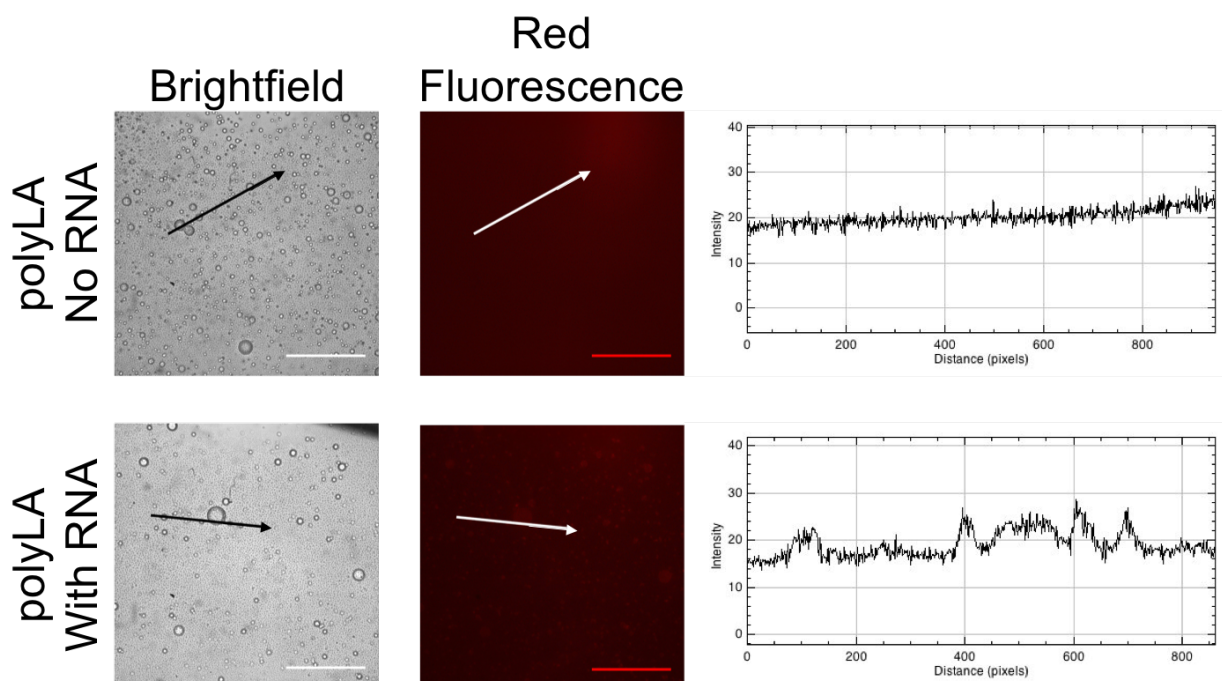 Red
Brightfield Fluorescence
polyLA
No RNA
40
30
20
10
0
Intensity
0 200 400 600 800
Distance (pixels)
polyLA
With RNA
40
30
20
10
0
Intensity
0 200 400 600 800
Distance (pixels)